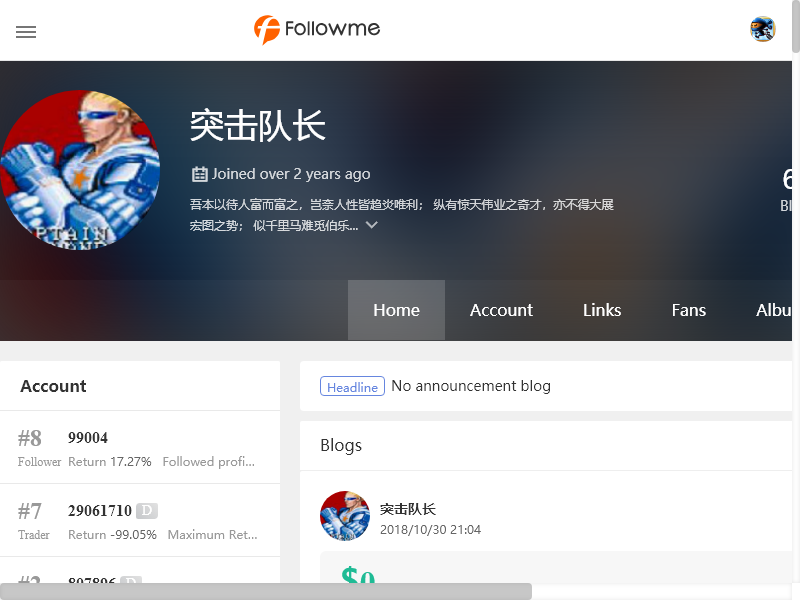 Followme
突击队长
Joined over 2 years ago
吾本以待人富而富之，岂奈人性皆趋炎唯利； 纵有惊天伟业之奇才，亦不得大展
宏图之势； 似千里马难觅伯乐...
Home Account Links Fans Albu
Account
#8 99004
Follower Return 17.27% Followed profi...
#7 29061710 D
Trader Return -99.05% Maximum Ret...
Headline No announcement blog
Blogs
突击队长
2018/10/30 21:04
$0